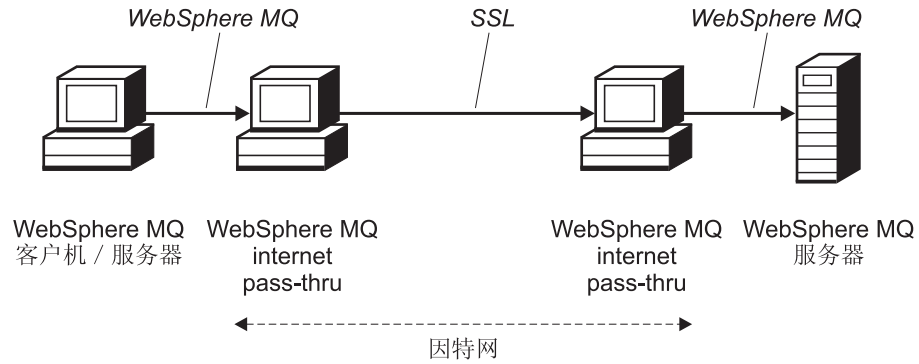 WebSphere MQ
SSL
WebSphere MQ
WebSphere MQ
客户机 / 服务器
WebSphere MQ
internet
pass-thru
WebSphere MQ
internet
pass-thru
WebSphere MQ
服务器
因特网